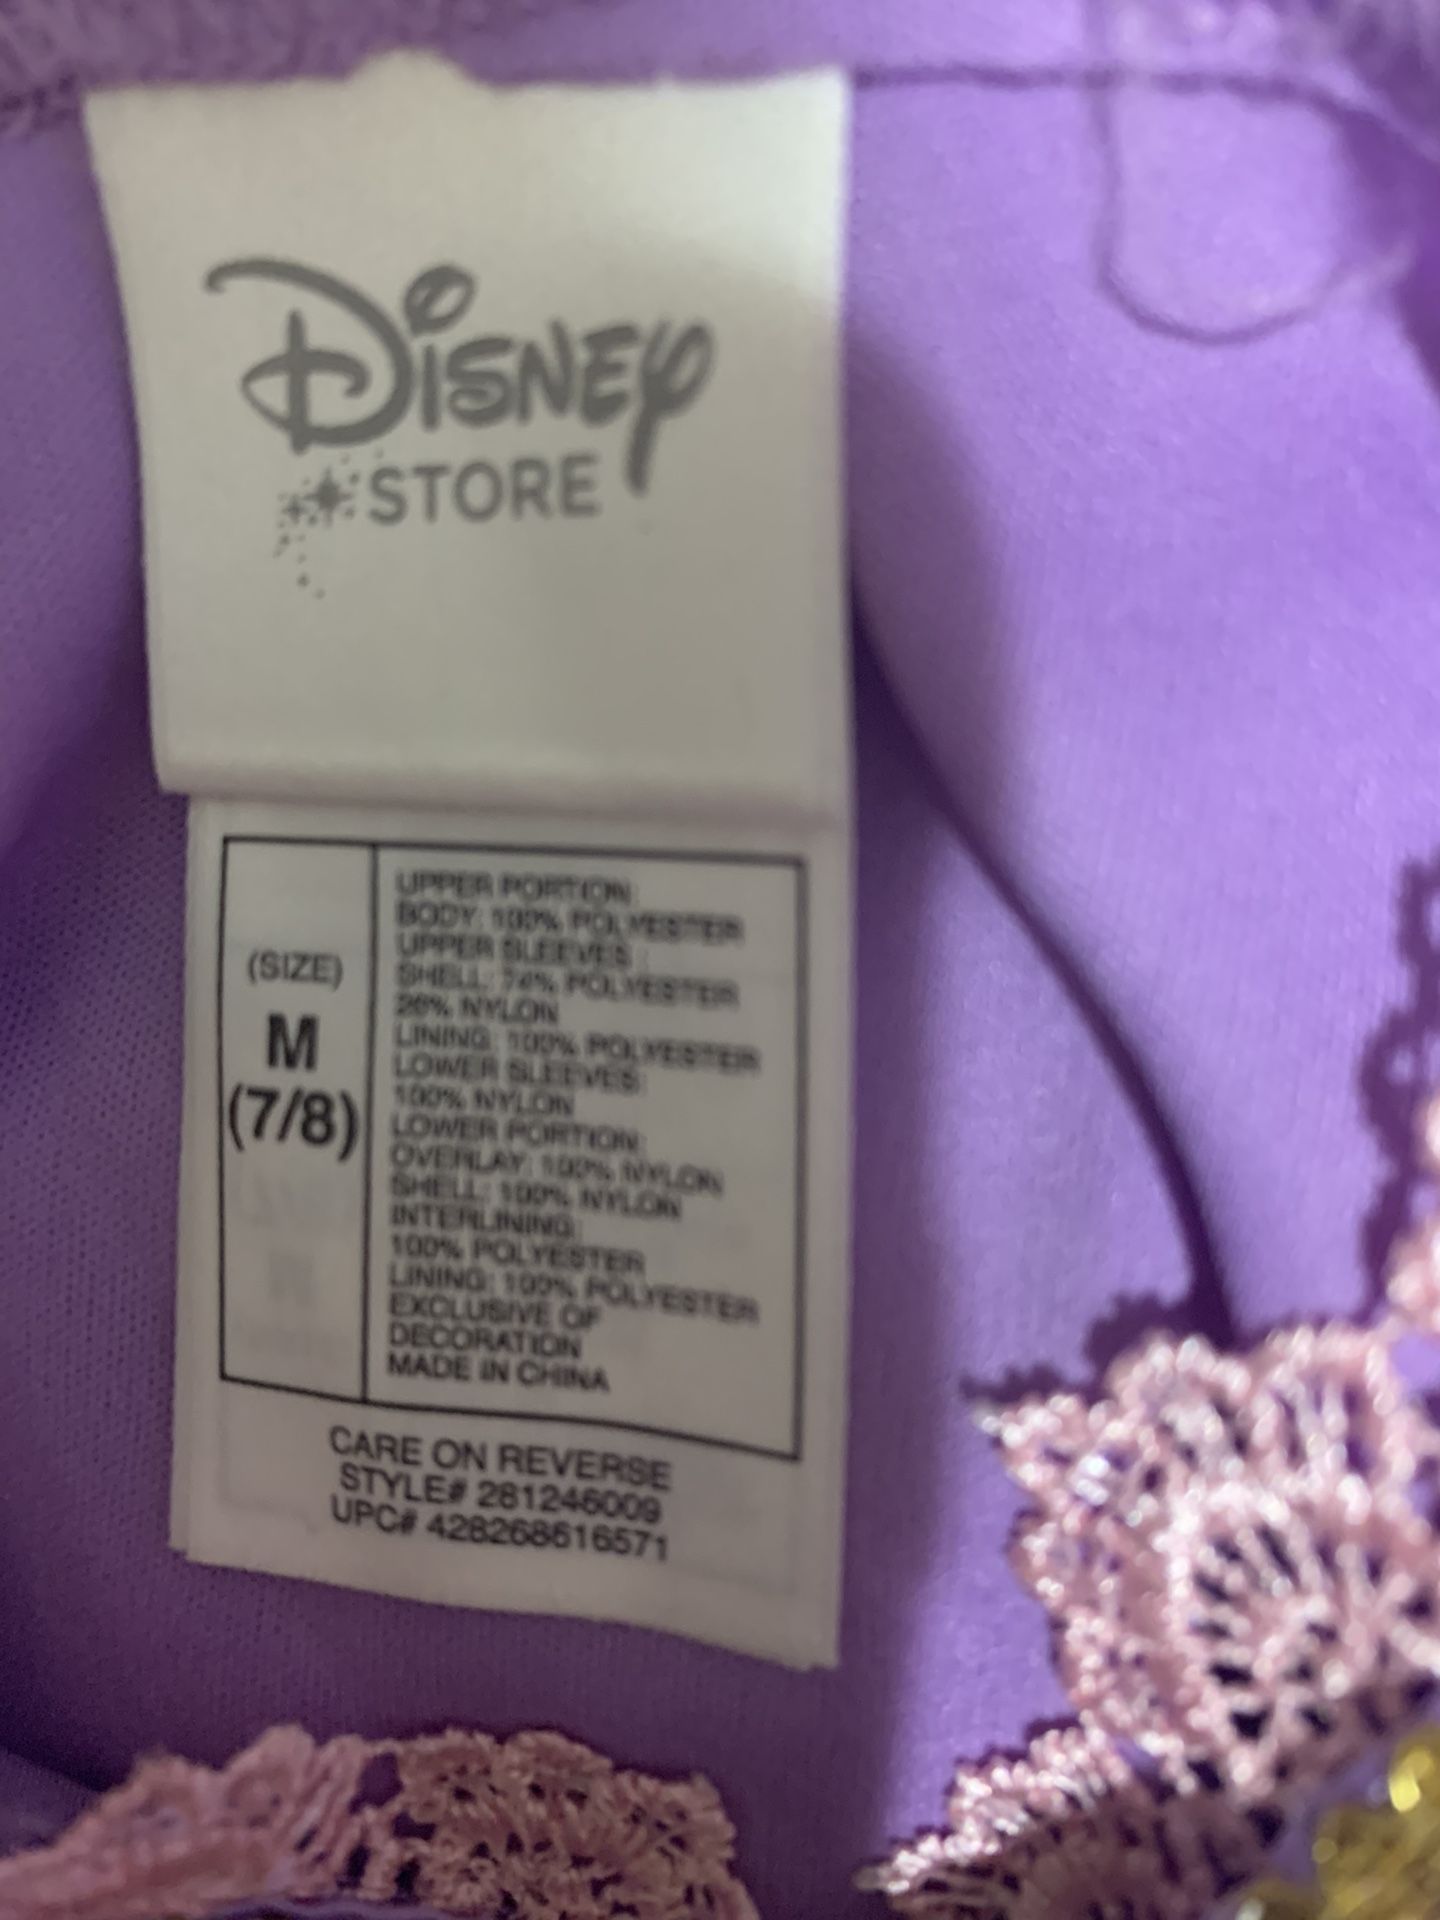 DISNEY
STORE
(SIZE)
M
(7/8)
UPPER PORTION:
BODY: 100% POLYESTER
UPPER SLEEVES :
SHELL: 74% POLYESTER
26% NYLON
LINING: 100% POLYESTER
LOWER SLEEVES:
100% NYLON
LOWER PORTION:
OVERLAY: 100% NYLON
SHELL: 100% NYLON
INTERLINING:
100% POLYESTER
LINING: 100% POLYESTER
EXCLUSIVE OF
DECORATION
MADE IN CHINA
CARE ON REVERSE
STYLE# 281246009
UPC# 428268616571